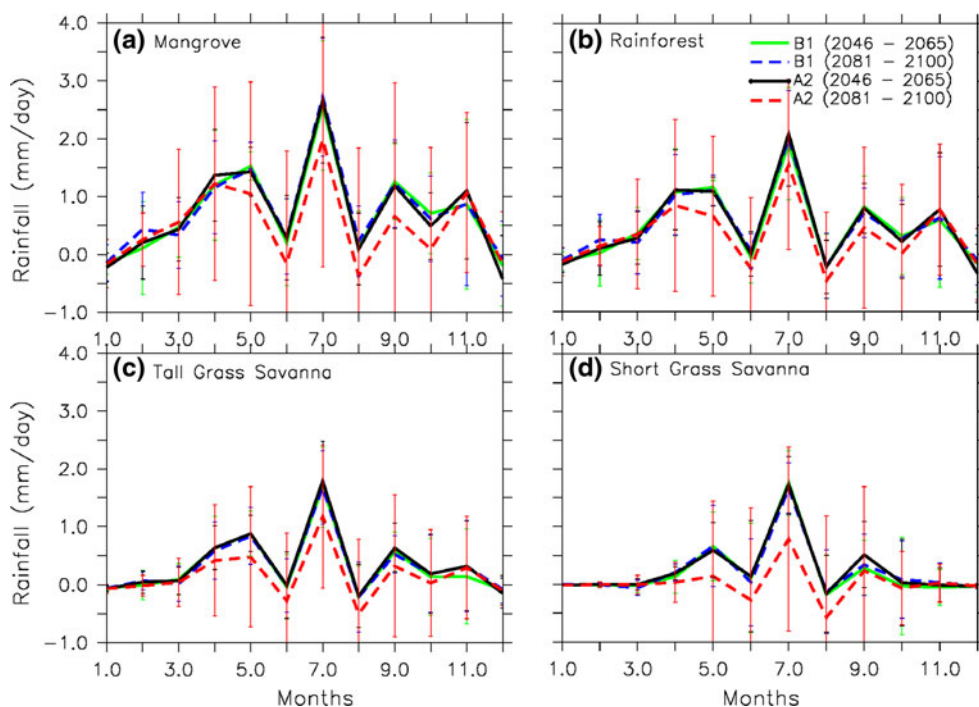 (a) Mangrove
(b) Rainforest
B1 (2046 - 2065)
B1 (2081 - 2100)
A2 (2046 - 2065)
A2 (2081 - 2100)
Rainfall (mm/day)
4.0
3.0
2.0
1.0
0.0
-1.0
1.0 3.0 5.0 7.0 9.0 11.0
1.0 3.0 5.0 7.0 9.0 11.0
(c) Tall Grass Savanna
(d) Short Grass Savanna
Rainfall (mm/day)
4.0
3.0
2.0
1.0
0.0
-1.0
1.0 3.0 5.0 7.0 9.0 11.0
1.0 3.0 5.0 7.0 9.0 11.0
Months
Months